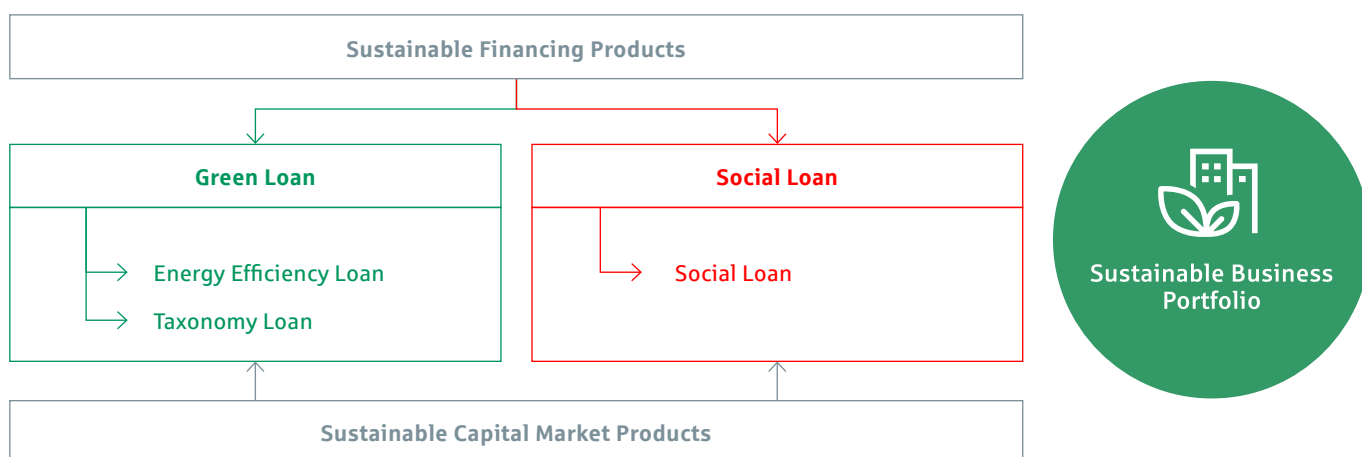 Sustainable Financing Products
Green Loan
Social Loan
Energy Efficiency Loan
Taxonomy Loan
Social Loan
Sustainable Business
Portfolio
Sustainable Capital Market Products